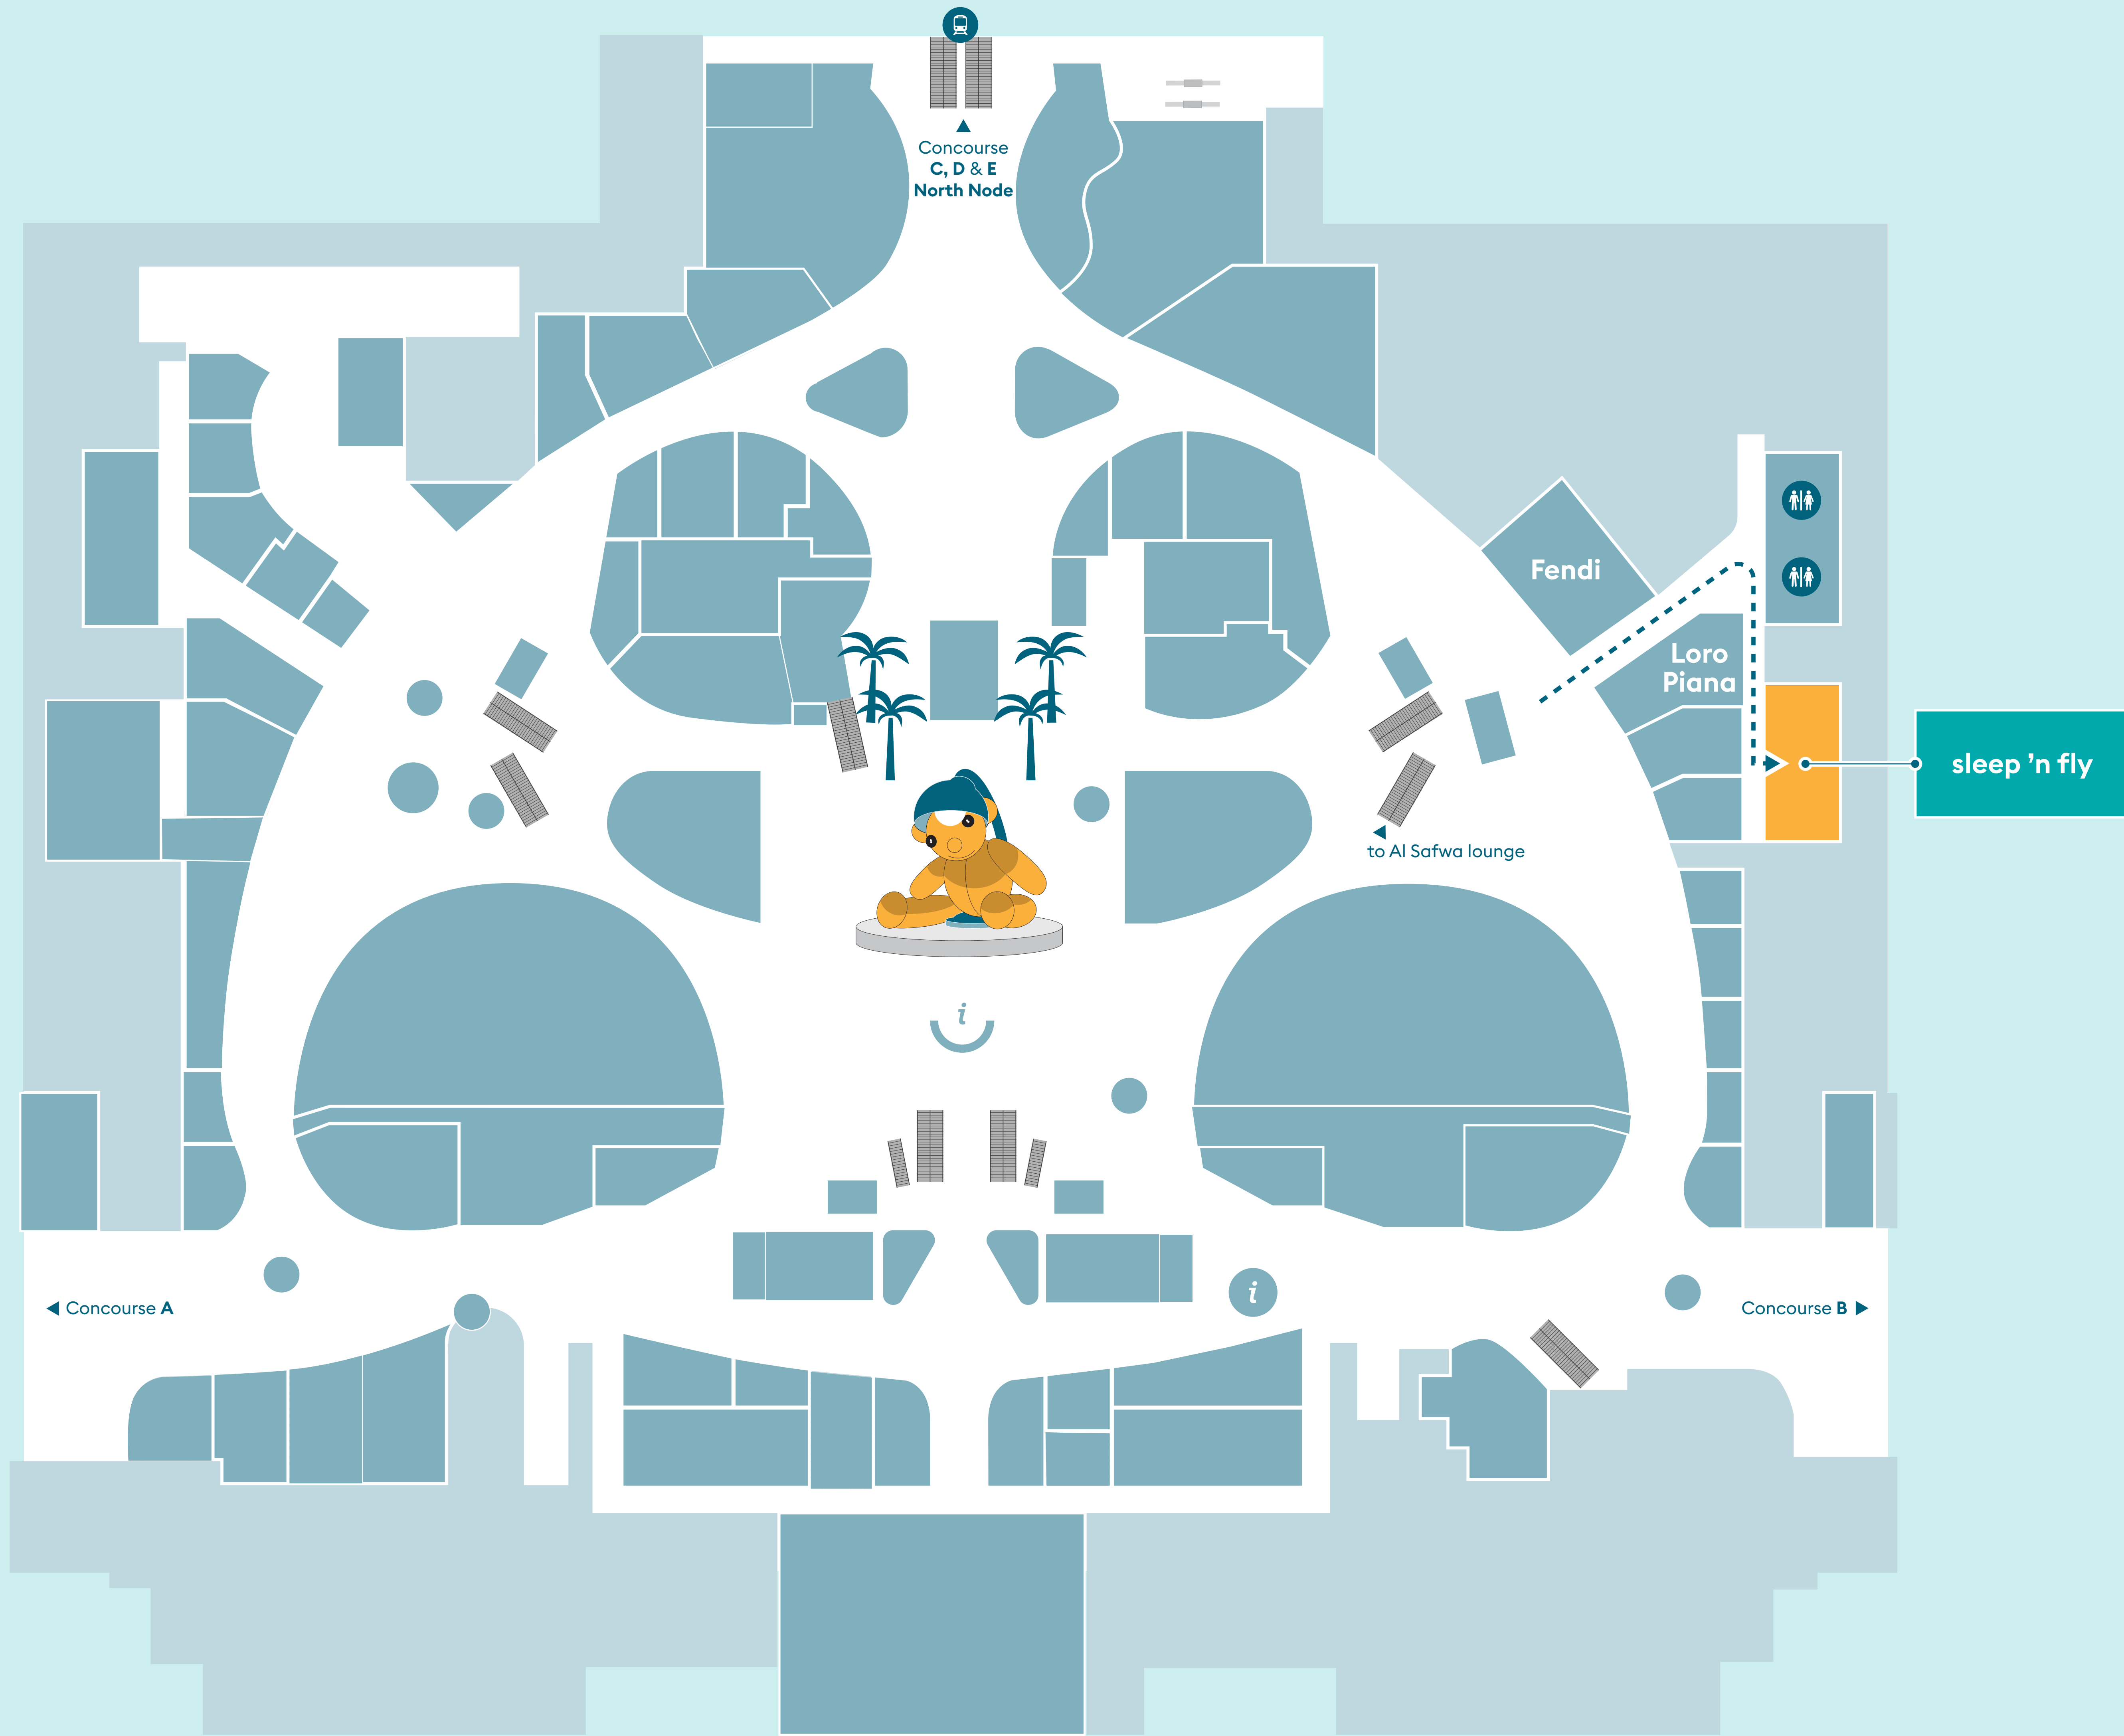 Concourse
C, D & E
North Node
Fendi
Loro
Piana
sleep ’n fly
to Al Safwa lounge
i
i
Concourse A
Concourse B